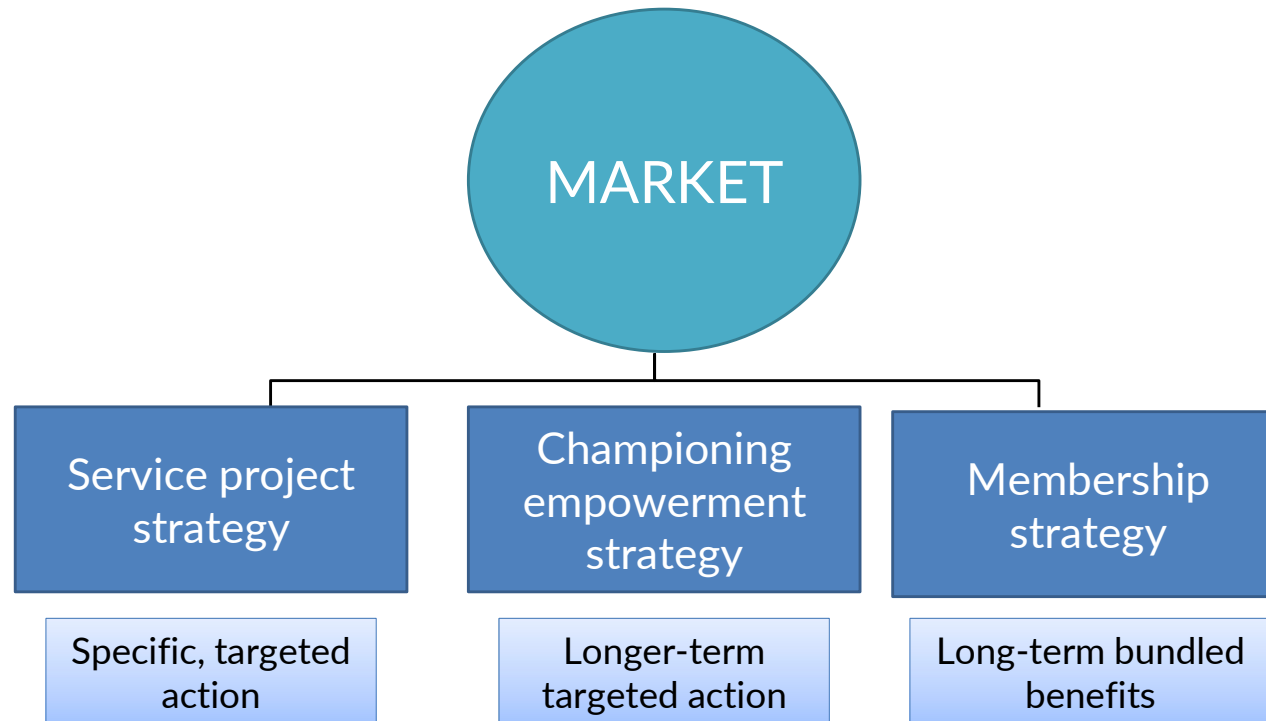 MARKET
Service project
strategy
Championing
empowerment
strategy
Membership
strategy
Specific, targeted
action
Longer-term
targeted action
Long-term bundled
benefits